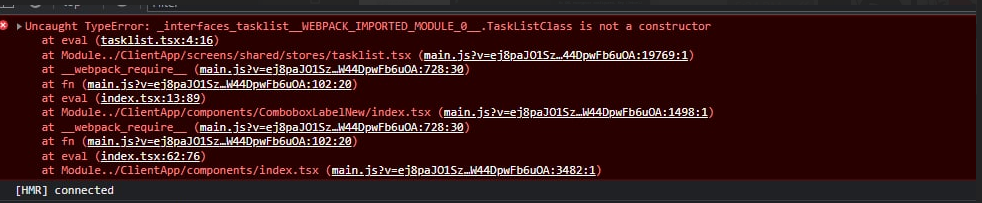 Filter
Uncaught TypeError: _interfaces_tasklist__WEBPACK_IMPORTED_MODULE_0__.TaskListClass is not a constructor
at eval (tasklist.tsx:4:16)
at Module../ClientApp/screens/shared/stores/tasklist.tsx (main.js?v=ej8paJO1Sz…44DpwFb6uOA:19769:1)
at __webpack_require__ (main.js?v=ej8paJO1Sz…W44DpwFb6uOA:728:30)
at fn (main.js?v=ej8paJO1Sz…W44DpwFb6uOA:102:20)
at eval (index.tsx:13:89)
at Module../ClientApp/components/ComboboxLabelNew/index.tsx (main.js?v=ej8paJO1Sz…W44DpwFb6uOA:1498:1)
at __webpack_require__ (main.js?v=ej8paJO1Sz…W44DpwFb6uOA:728:30)
at fn (main.js?v=ej8paJO1Sz…W44DpwFb6uOA:102:20)
at eval (index.tsx:62:76)
at Module../ClientApp/components/index.tsx (main.js?v=ej8paJO1Sz…W44DpwFb6uOA:3482:1)
[HMR] connected